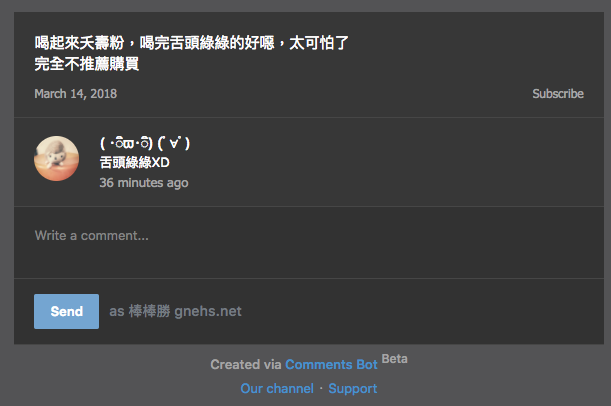 喝起來夭壽粉，喝完舌頭綠綠的好噁，太可怕了
完全不推薦購買
March 14, 2018
Subscribe
( ･ิϖ･ิ) (ﾟ∀ﾟ)
舌頭綠綠XD
36 minutes ago
Write a comment...
Send as 棒棒勝 gnehs.net
Created via Comments Bot Beta
Our channel · Support